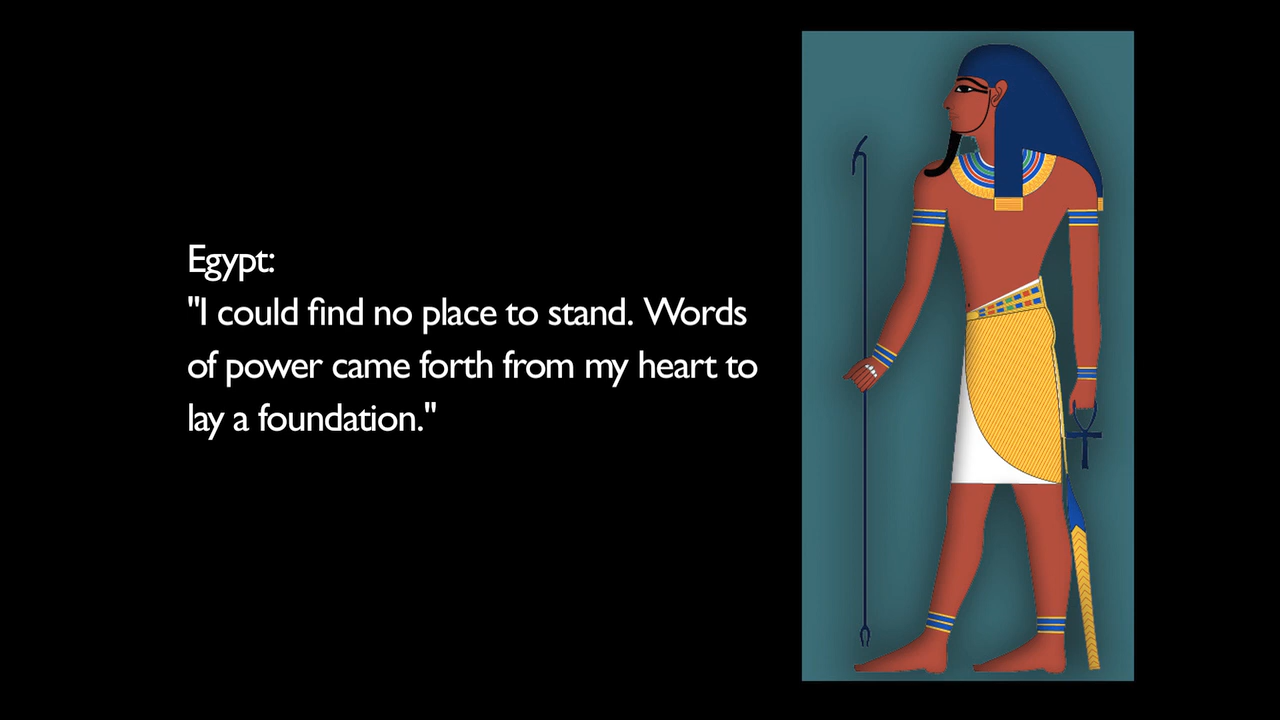 Egypt:
"I could find no place to stand. Words
of power came forth from my heart to
lay a foundation."